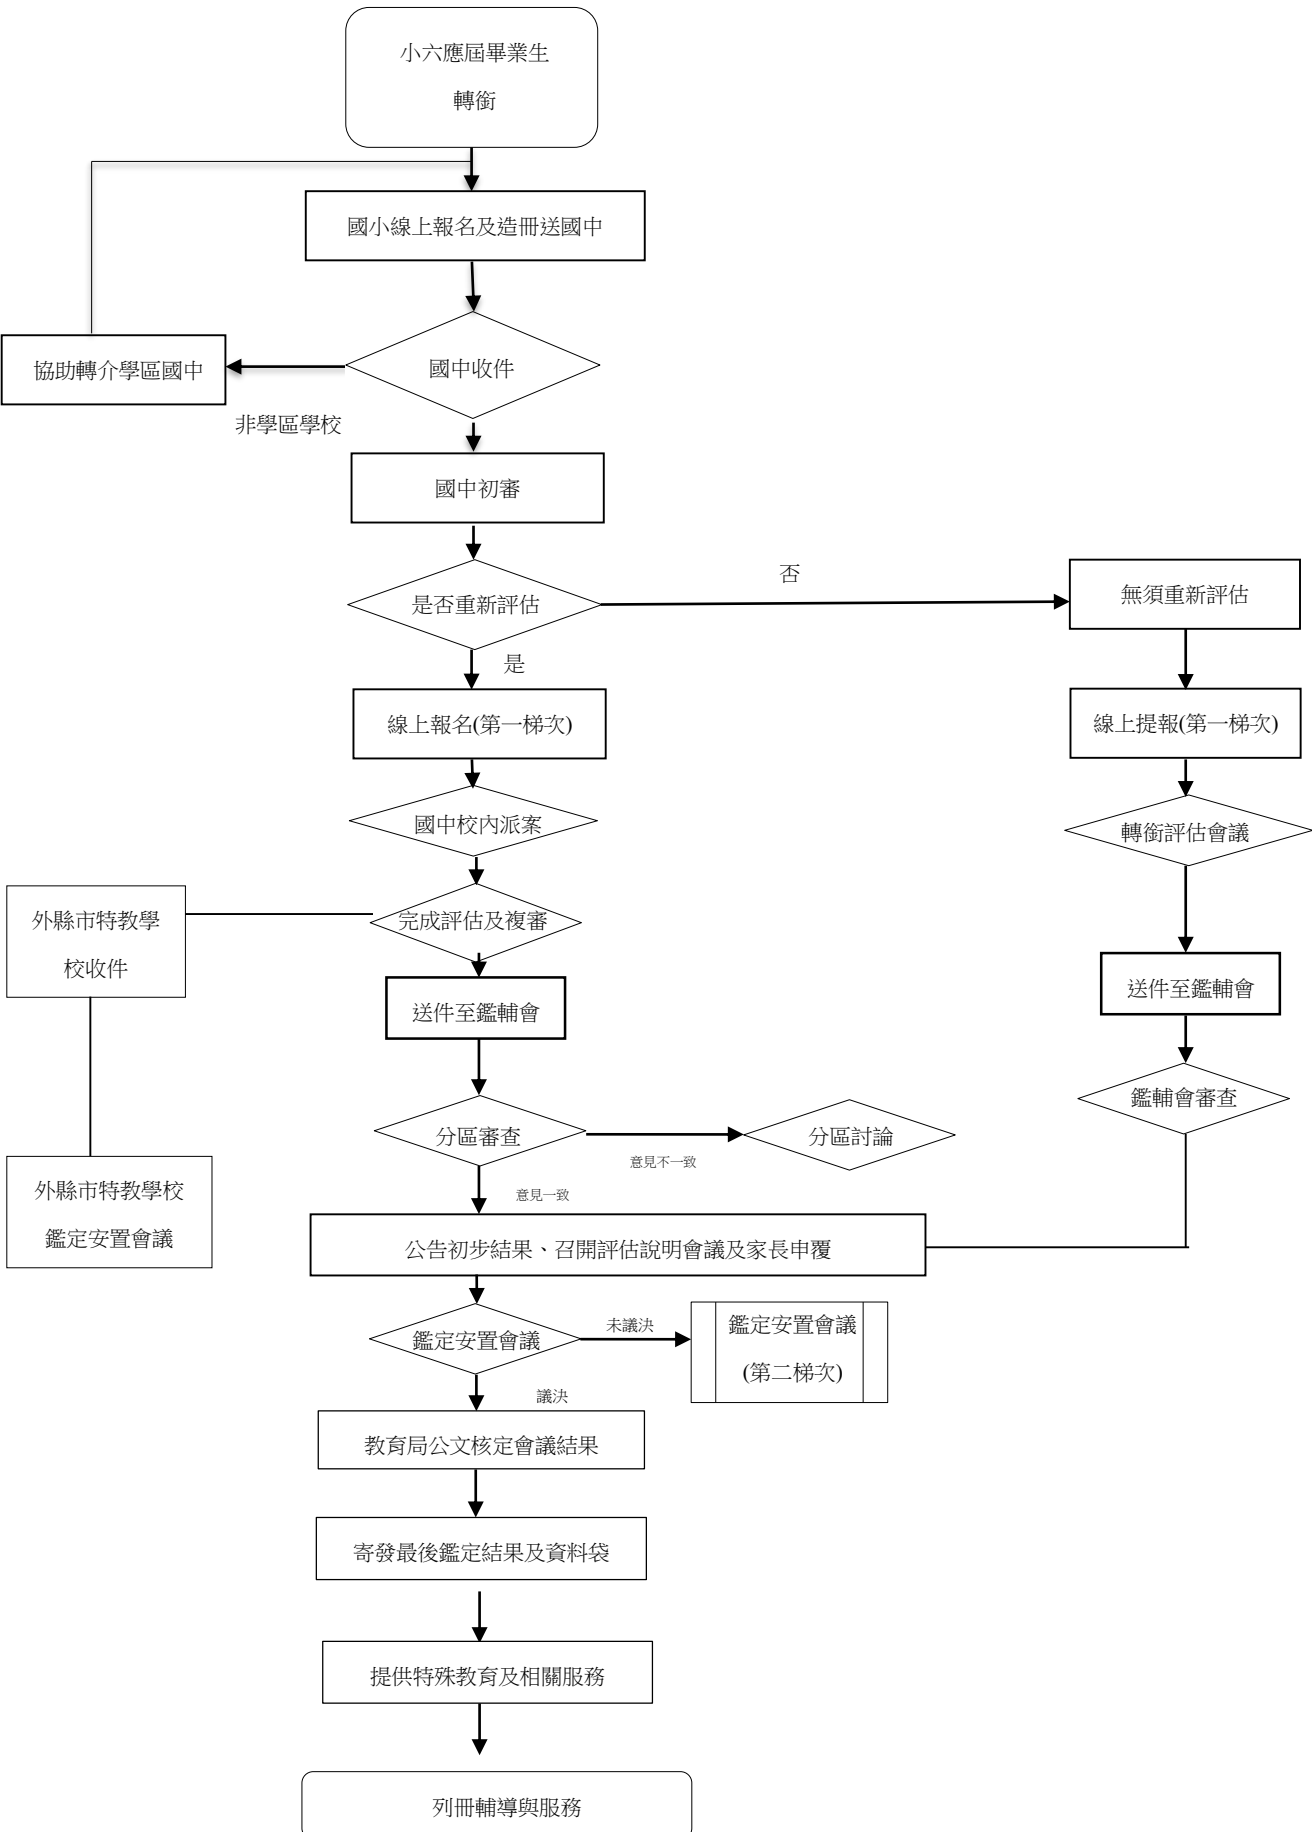 小六應屆畢業生
轉銜
國小線上報名及造冊送國中
國中收件
協助轉介學區國中
非學區學校
國中初審
是否重新評估
否
無須重新評估
是
線上報名(第一梯次)
線上提報(第一梯次)
國中校內派案
轉銜評估會議
完成評估及複審
外縣市特教學
校收件
送件至鑑輔會
送件至鑑輔會
鑑輔會審查
分區審查
分區討論
意見不一致
意見一致
外縣市特教學校
鑑定安置會議
公告初步結果、召開評估說明會議及家長申覆
鑑定安置會議
未議決
鑑定安置會議
(第二梯次)
議決
教育局公文核定會議結果
寄發最後鑑定結果及資料袋
提供特殊教育及相關服務
列冊輔導與服務